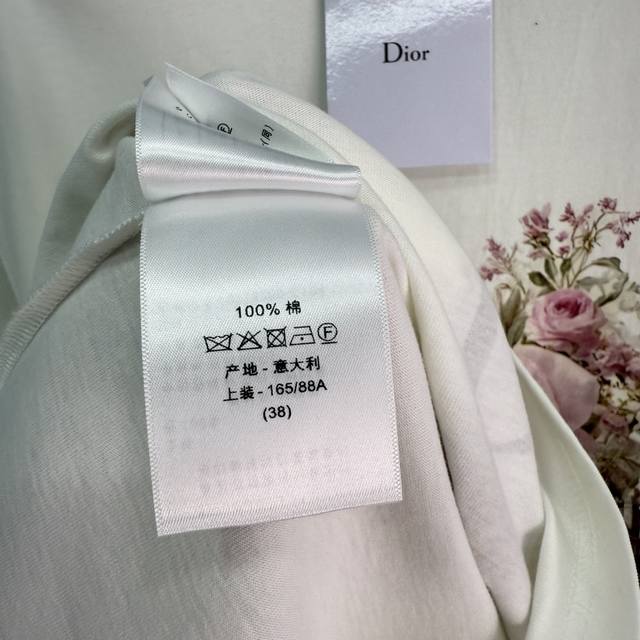 Dior
100% 棉
产地 - 意大利
上装 - 165/88A
(38)